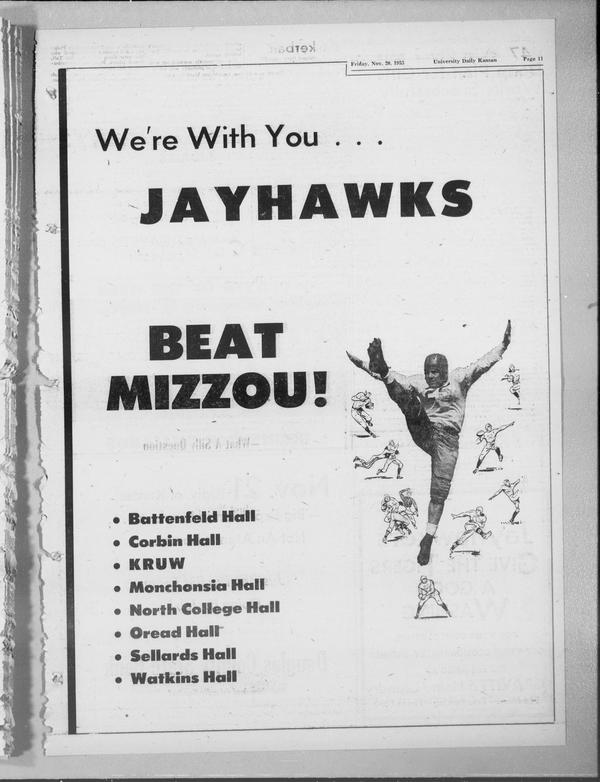 Friday, Nov. 20, 1953 University Daily Kansan Page 11
We're With You . . .
JAYHAWKS
BEAT
MIZZOU!
• Battenfeld Hall
• Corbin Hall
• KRUW
• Monchonsia Hall
• North College Hall
• Oread Hall
• Sellards Hall
• Watkins Hall